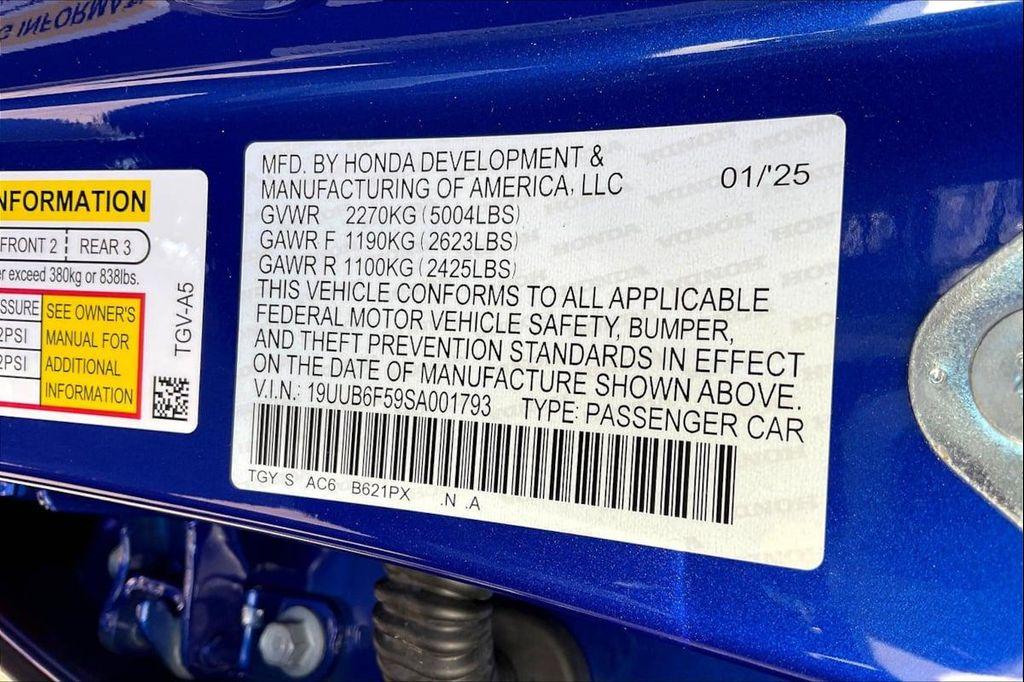 NFORMATION
FRONT 2 REAR 3
er exceed 380kg or 838lbs.
SSURE
2PSI
2PSI
SEE OWNER'S
MANUAL FOR
ADDITIONAL
INFORMATION
TGV-A5
MFD. BY HONDA DEVELOPMENT &
MANUFACTURING OF AMERICA, LLC 01/'25
GVWR 2270KG (5004LBS)
GAWR F 1190KG (2623LBS)
GAWR R 1100KG (2425LBS)
THIS VEHICLE CONFORMS TO ALL APPLICABLE
FEDERAL MOTOR VEHICLE SAFETY, BUMPER,
AND THEFT PREVENTION STANDARDS IN EFFECT
ON THE DATE OF MANUFACTURE SHOWN ABOVE.
V.I.N.: 19UUB6F59SA001793 TYPE: PASSENGER CAR
TGY S AC6 B621PX .N .A